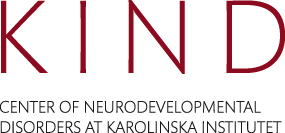 KIND
CENTER OF NEURODEVELOPMENTAL
DISORDERS AT KAROLINSKA INSTITUTET